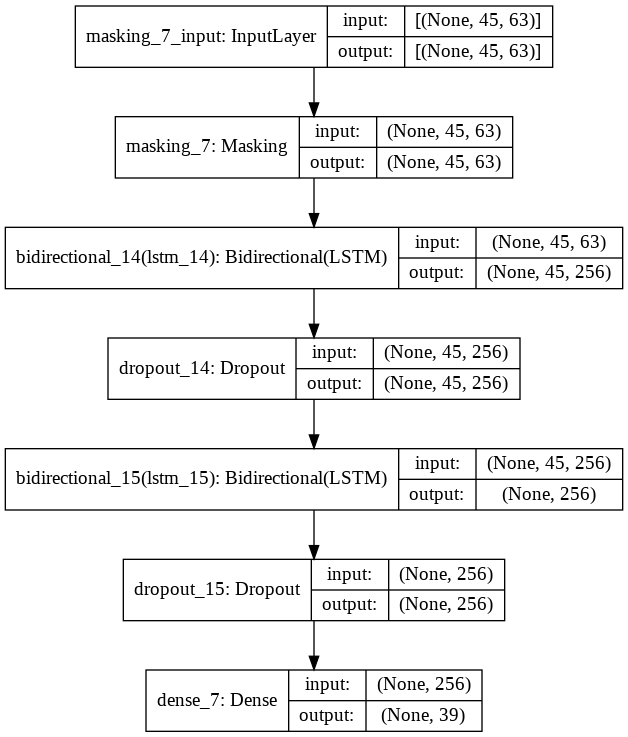 masking_7_input: InputLayer
input: [(None, 45, 63)]
output: [(None, 45, 63)]
masking_7: Masking
input: (None, 45, 63)
output: (None, 45, 63)
bidirectional_14(lstm_14): Bidirectional(LSTM)
input: (None, 45, 63)
output: (None, 45, 256)
dropout_14: Dropout
input: (None, 45, 256)
output: (None, 45, 256)
bidirectional_15(lstm_15): Bidirectional(LSTM)
input: (None, 45, 256)
output: (None, 256)
dropout_15: Dropout
input: (None, 256)
output: (None, 256)
dense_7: Dense
input: (None, 256)
output: (None, 39)